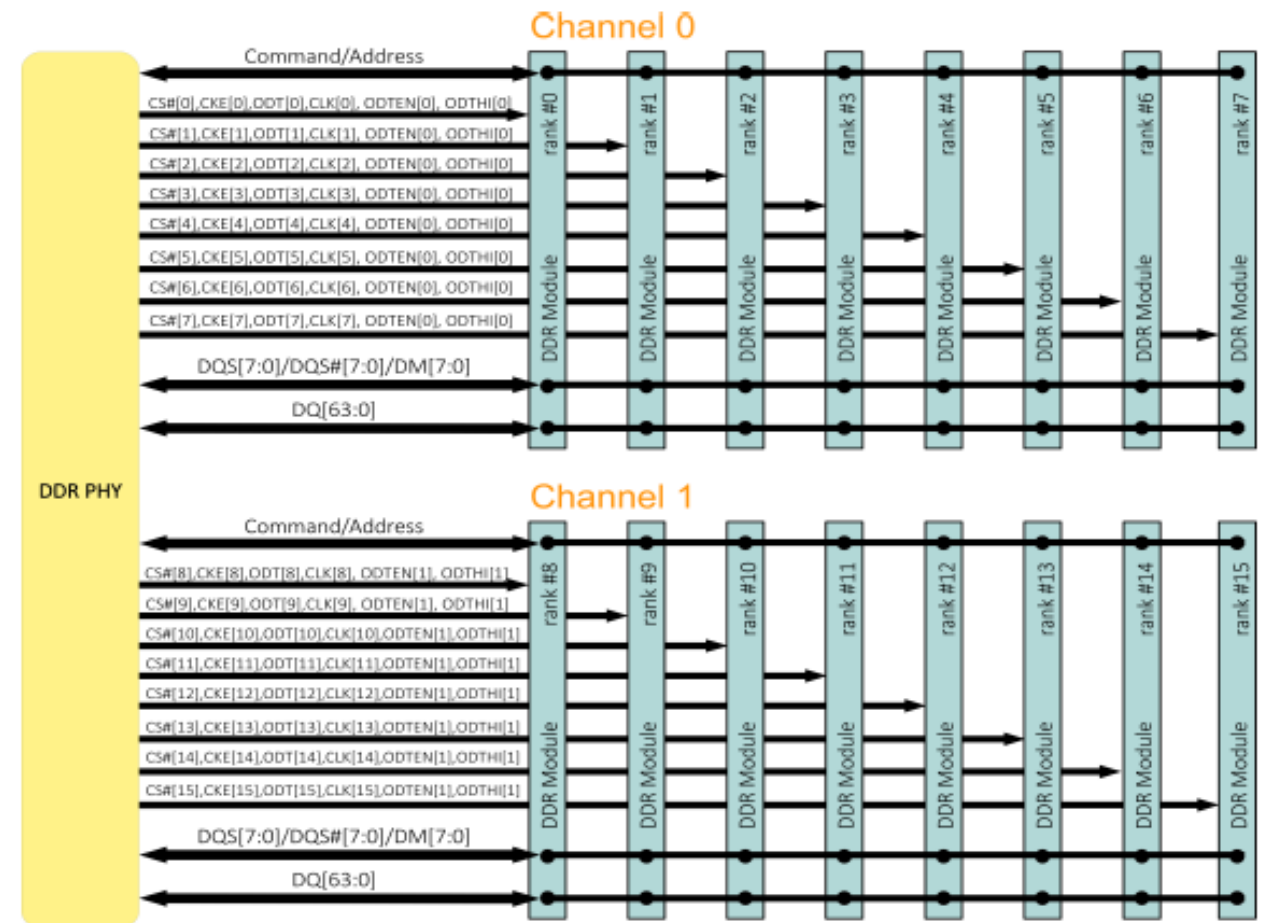 Channel 0
Command/Address
CS#[0],CKE[0],ODT[0],CLK[0], ODTEN[0], ODTHI[0]
CS#[1],CKE[1],ODT[1],CLK[1], ODTEN[0], ODTHI[0]
CS#[2],CKE[2],ODT[2],CLK[2], ODTEN[0], ODTHI[0]
CS#[3],CKE[3],ODT[3],CLK[3], ODTEN[0], ODTHI[0]
CS#[4],CKE[4],ODT[4],CLK[4], ODTEN[0], ODTHI[0]
CS#[5],CKE[5],ODT[5],CLK[5], ODTEN[0], ODTHI[0]
CS#[6],CKE[6],ODT[6],CLK[6], ODTEN[0], ODTHI[0]
CS#[7],CKE[7],ODT[7],CLK[7], ODTEN[0], ODTHI[0]
DQS[7:0]/DQS#[7:0]/DM[7:0]
DQ[63:0]
DDR Module rank #0
DDR Module rank #1
DDR Module rank #2
DDR Module rank #3
DDR Module rank #4
DDR Module rank #5
DDR Module rank #6
DDR Module rank #7
DDR PHY
Channel 1
Command/Address
CS#[8],CKE[8],ODT[8],CLK[8], ODTEN[1], ODTHI[1]
CS#[9],CKE[9],ODT[9],CLK[9], ODTEN[1], ODTHI[1]
CS#[10],CKE[10],ODT[10],CLK[10],ODTEN[1],ODTHI[1]
CS#[11],CKE[11],ODT[11],CLK[11],ODTEN[1],ODTHI[1]
CS#[12],CKE[12],ODT[12],CLK[12],ODTEN[1],ODTHI[1]
CS#[13],CKE[13],ODT[13],CLK[13],ODTEN[1],ODTHI[1]
CS#[14],CKE[14],ODT[14],CLK[14],ODTEN[1],ODTHI[1]
CS#[15],CKE[15],ODT[15],CLK[15],ODTEN[1],ODTHI[1]
DQS[7:0]/DQS#[7:0]/DM[7:0]
DQ[63:0]
DDR Module rank #8
DDR Module rank #9
DDR Module rank #10
DDR Module rank #11
DDR Module rank #12
DDR Module rank #13
DDR Module rank #14
DDR Module rank #15